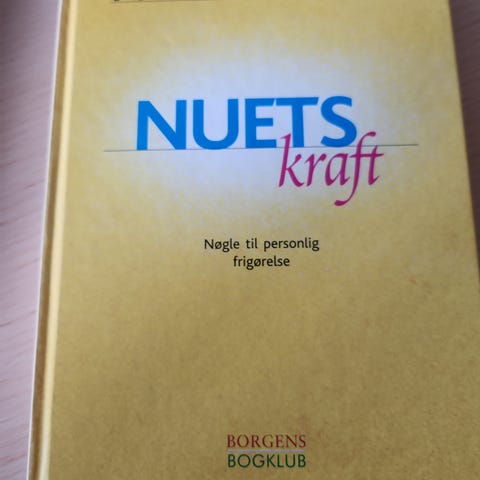 NUETS
kraft
Nøgle til personlig
frigørelse
BORGENS
BOGKLUB